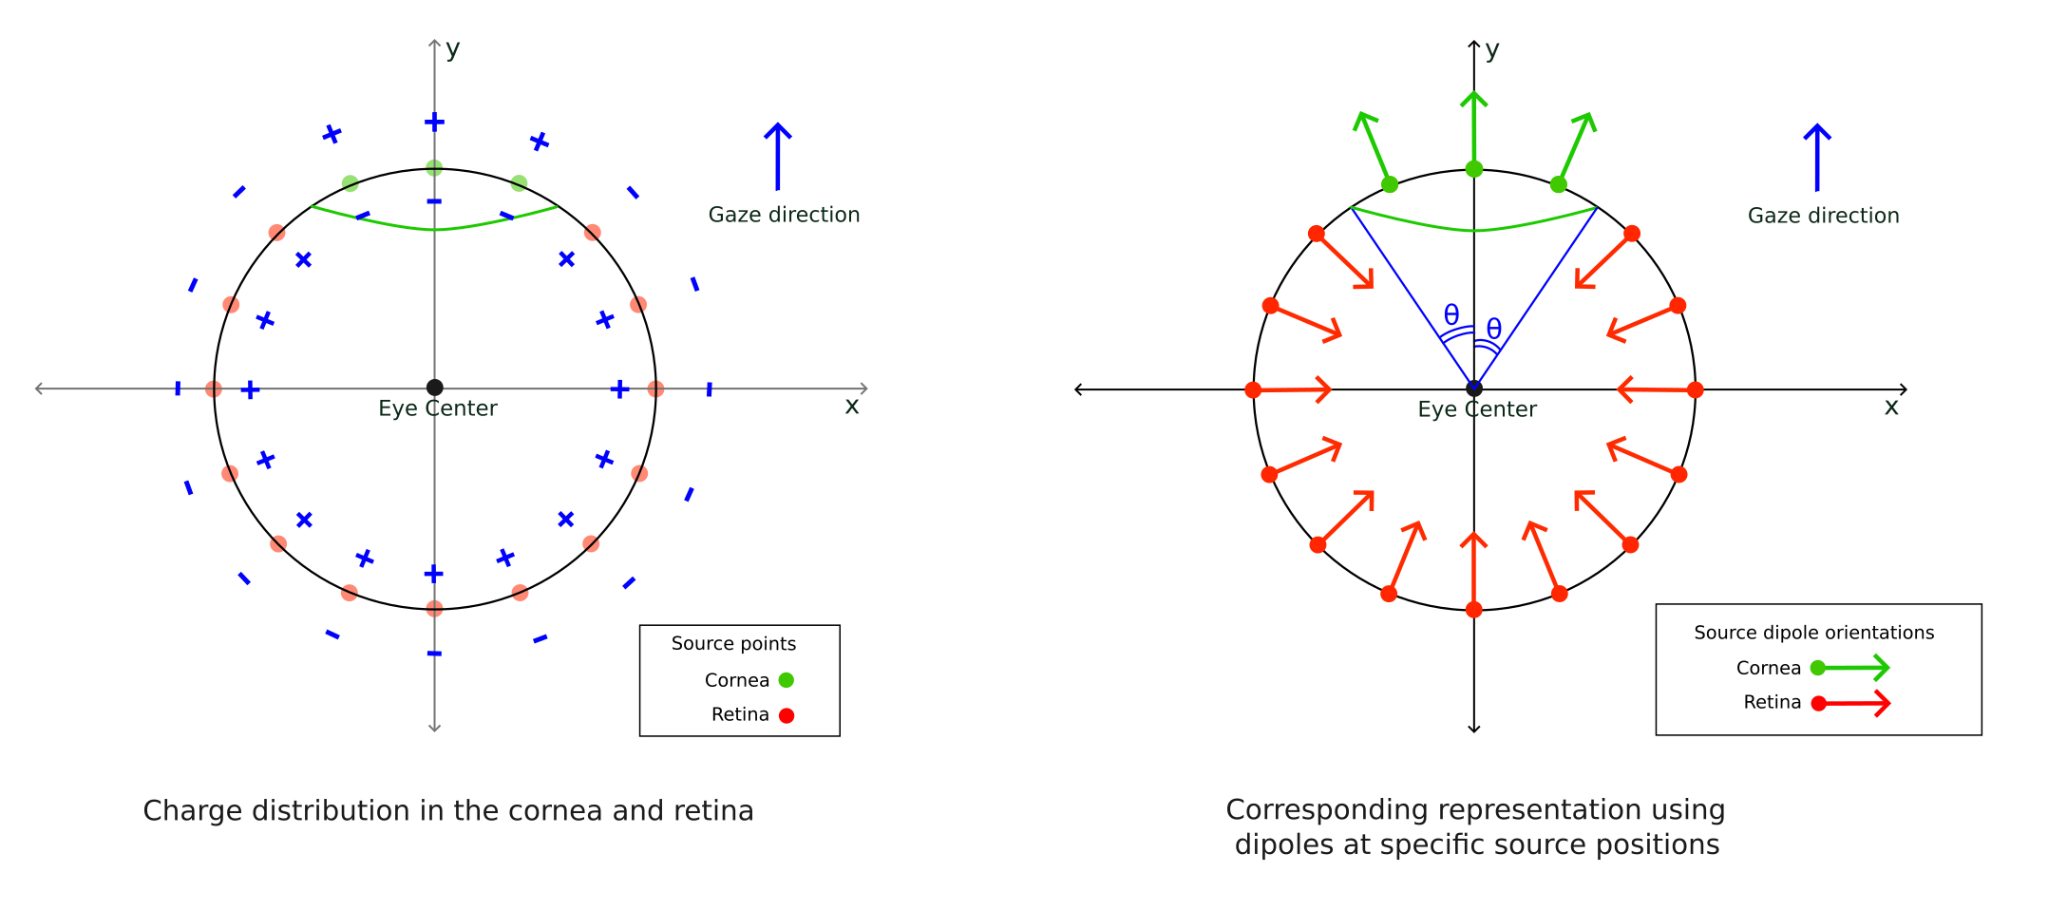 y
Gaze direction
Eye Center
x
Source points
Cornea
Retina
Charge distribution in the cornea and retina
y
Gaze direction
θ
θ
Eye Center
x
Source dipole orientations
Cornea
Retina
Corresponding representation using
dipoles at specific source positions